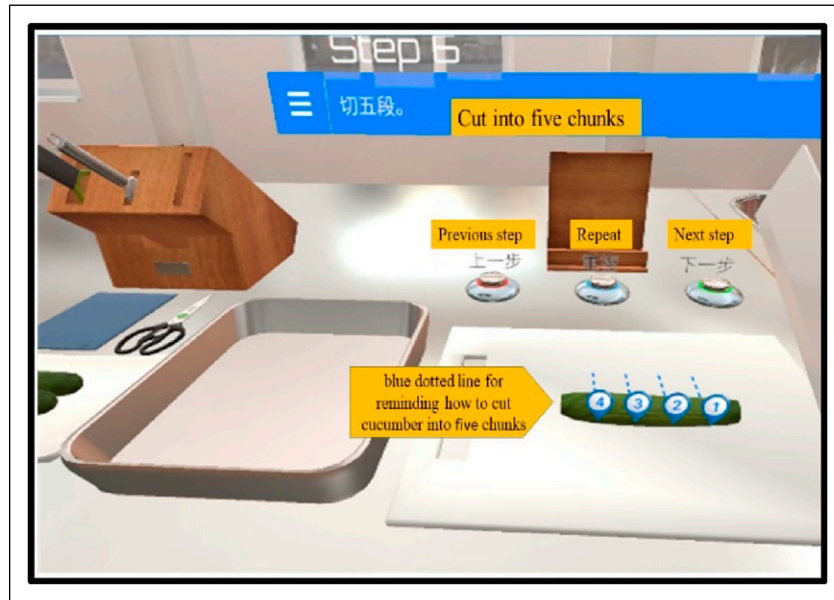 Step 6
切五段。
Cut into five chunks
Previous step
Repeat
Next step
上一步
下一步
blue dotted line for
reminding how to cut
cucumber into five chunks
4
3
2
1